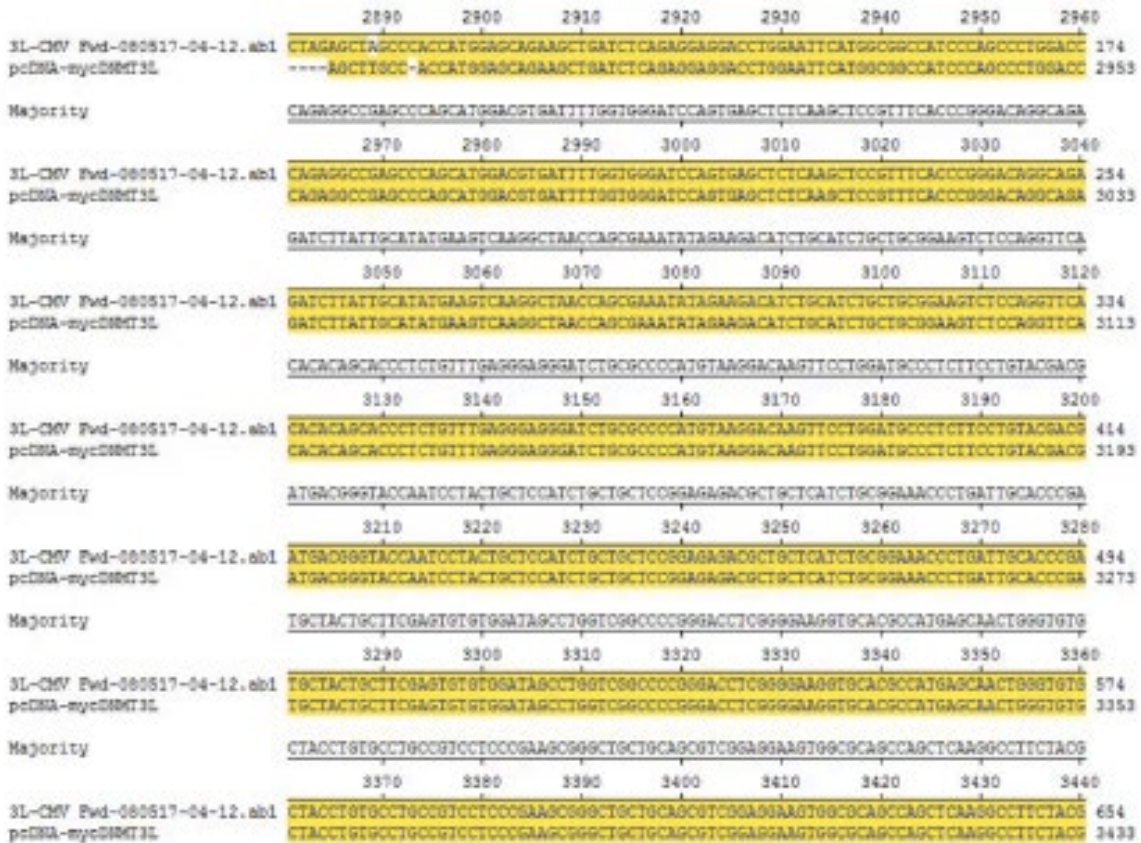 2890 2900 2910 2920 2930 2940 2950 2960
3L-CMV Fwd-080517-04-12.ab1 CTAGAGCTAGCCCACCATGGAGCAGAAGCTGATCTCAGAGGAGGACCTGGAATTCATGGCGGCCATCCCAGCCCTGGACC 174
pcDNA-mycDNMT3L ----AGCTTGCC-ACCATGGAGCAGAAGCTGATCTCAGAGGAGGACCTGGAATTCATGGCGGCCATCCCAGCCCTGGACC 2953
Majority CAGAGGCCGAGCCCAGCATGGACGTGATTTTGGTGGGATCCAGTGAGCTCTCAAGCTCCGTTTCACCCGGGACAGGCAGA
2970 2980 2990 3000 3010 3020 3030 3040
3L-CMV Fwd-080517-04-12.ab1 CAGAGGCCGAGCCCAGCATGGACGTGATTTTGGTGGGATCCAGTGAGCTCTCAAGCTCCGTTTCACCCGGGACAGGCAGA 254
pcDNA-mycDNMT3L CAGAGGCCGAGCCCAGCATGGACGTGATTTTGGTGGGATCCAGTGAGCTCTCAAGCTCCGTTTCACCCGGGACAGGCAGA 3033
Majority GATCTTATTGCATATGAAGTCAAGGCTAACCAGCGAAATATAGAAGACATCTGCATCTGCTGCGGAAGTCTCCAGGTTCA
3050 3060 3070 3080 3090 3100 3110 3120
3L-CMV Fwd-080517-04-12.ab1 GATCTTATTGCATATGAAGTCAAGGCTAACCAGCGAAATATAGAAGACATCTGCATCTGCTGCGGAAGTCTCCAGGTTCA 334
pcDNA-mycDNMT3L GATCTTATTGCATATGAAGTCAAGGCTAACCAGCGAAATATAGAAGACATCTGCATCTGCTGCGGAAGTCTCCAGGTTCA 3113
Majority CACACAGCACCCTCTGTTTGAGGGAGGGATCTGCGCCCCATGTAAGGACAAGTTCCTGGATGCCCTCTTCCTGTACGACG
3130 3140 3150 3160 3170 3180 3190 3200
3L-CMV Fwd-080517-04-12.ab1 CACACAGCACCCTCTGTTTGAGGGAGGGATCTGCGCCCCATGTAAGGACAAGTTCCTGGATGCCCTCTTCCTGTACGACG 414
pcDNA-mycDNMT3L CACACAGCACCCTCTGTTTGAGGGAGGGATCTGCGCCCCATGTAAGGACAAGTTCCTGGATGCCCTCTTCCTGTACGACG 3193
Majority ATGACGGGTACCAATCCTACTGCTCCATCTGCTGCTCCGGAGAGACGCTGCTCATCTGCGGAAACCCTGATTGCACCCGA
3210 3220 3230 3240 3250 3260 3270 3280
3L-CMV Fwd-080517-04-12.ab1 ATGACGGGTACCAATCCTACTGCTCCATCTGCTGCTCCGGAGAGACGCTGCTCATCTGCGGAAACCCTGATTGCACCCGA 494
pcDNA-mycDNMT3L ATGACGGGTACCAATCCTACTGCTCCATCTGCTGCTCCGGAGAGACGCTGCTCATCTGCGGAAACCCTGATTGCACCCGA 3273
Majority TGCTACTGCTTCGAGTGTGTGGATAGCCTGGTCGGCCCCGGGACCTCGGGGAAGGTGCACGCCATGAGCAACTGGGTGTG
3290 3300 3310 3320 3330 3340 3350 3360
3L-CMV Fwd-080517-04-12.ab1 TGCTACTGCTTCGAGTGTGTGGATAGCCTGGTCGGCCCCGGGACCTCGGGGAAGGTGCACGCCATGAGCAACTGGGTGTG 574
pcDNA-mycDNMT3L TGCTACTGCTTCGAGTGTGTGGATAGCCTGGTCGGCCCCGGGACCTCGGGGAAGGTGCACGCCATGAGCAACTGGGTGTG 3353
Majority CTACCTGTGCCTGCCGTCCTCCCGAAGCGGGCTGCTGCAGCGTCGGAGGAAGTGGCGCAGCCAGCTCAAGGCCTTCTACG
3370 3380 3390 3400 3410 3420 3430 3440
3L-CMV Fwd-080517-04-12.ab1 CTACCTGTGCCTGCCGTCCTCCCGAAGCGGGCTGCTGCAGCGTCGGAGGAAGTGGCGCAGCCAGCTCAAGGCCTTCTACG 654
pcDNA-mycDNMT3L CTACCTGTGCCTGCCGTCCTCCCGAAGCGGGCTGCTGCAGCGTCGGAGGAAGTGGCGCAGCCAGCTCAAGGCCTTCTACG 3433